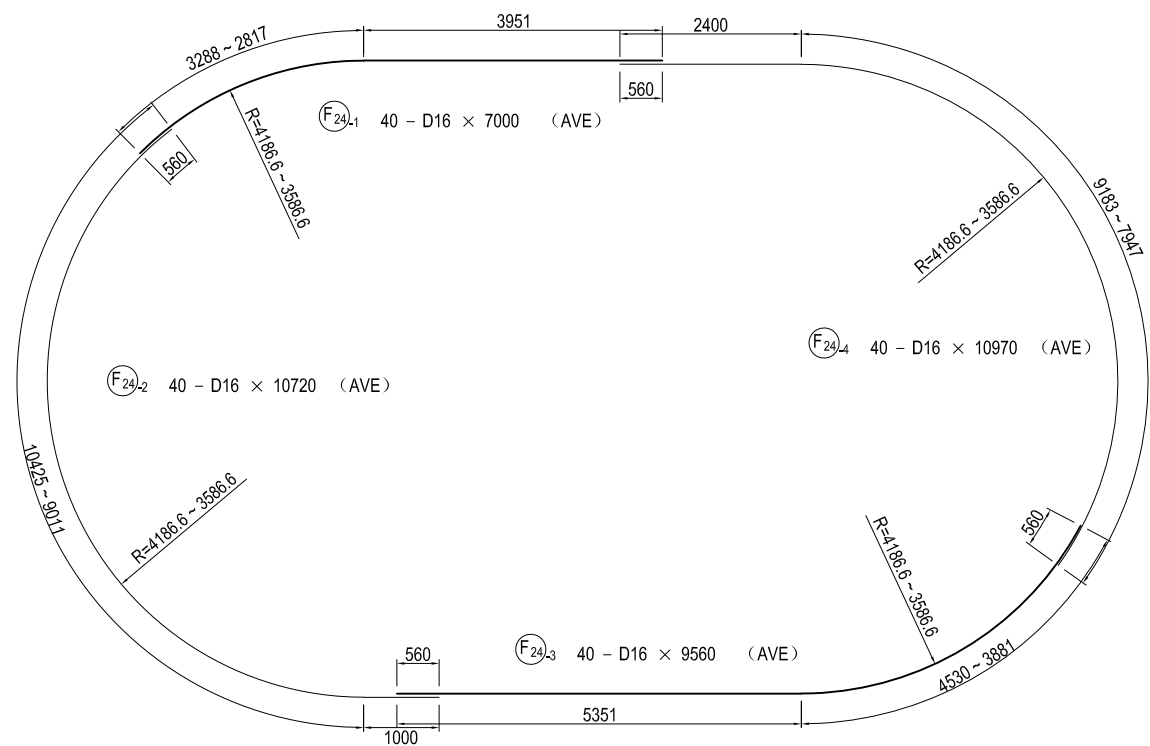 3951
2400
3288 ~ 2817
560
F24-1 40 – D16 × 7000 （AVE）
560
R=4186.6 ~ 3586.6
9183 ~ 7947
R=4186.6 ~ 3586.6
F24-4 40 – D16 × 10970 （AVE）
F24-2 40 – D16 × 10720 （AVE）
10425 ~ 9011
R=4186.6 ~ 3586.6
560
R=4186.6 ~ 3586.6
560
F24-3 40 – D16 × 9560 （AVE）
4530 ~ 3881
5351
1000